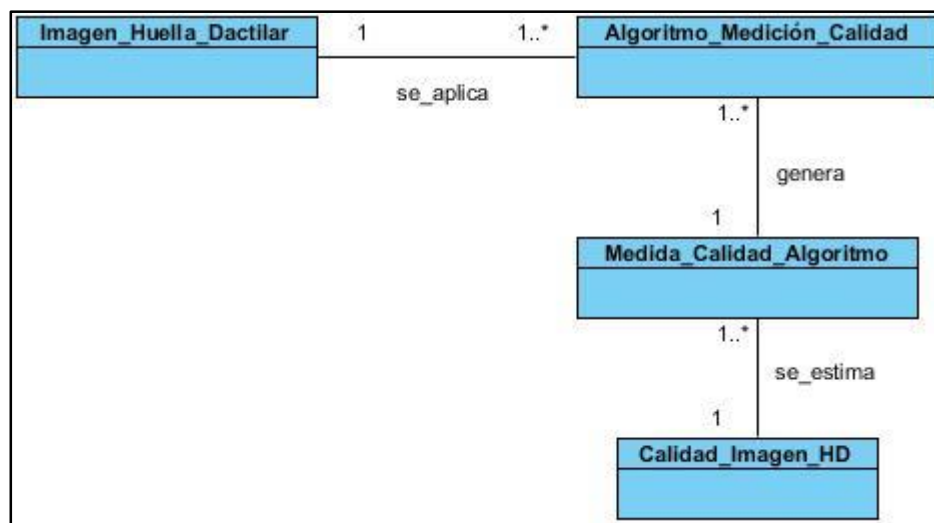 Imagen_Huella_Dactilar
1
1..*
Algoritmo_Medición_Calidad
se_aplica
1..*
genera
1
Medida_Calidad_Algoritmo
1..*
se_estima
1
Calidad_Imagen_HD